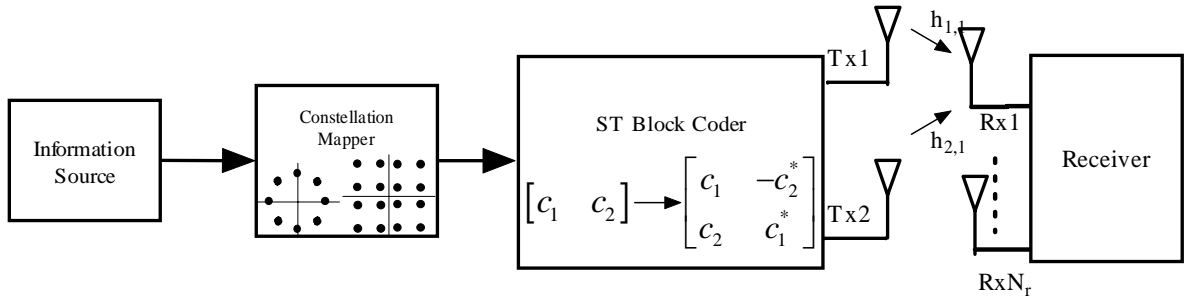 Information
Source
Constellation
Mapper
ST Block Coder
[c₁ c₂] → [c₁ -c₂*
c₂ c₁*]
Tx1
Tx2
h₁,₁
h₂,₁
Rx1
RxNᵣ
Receiver